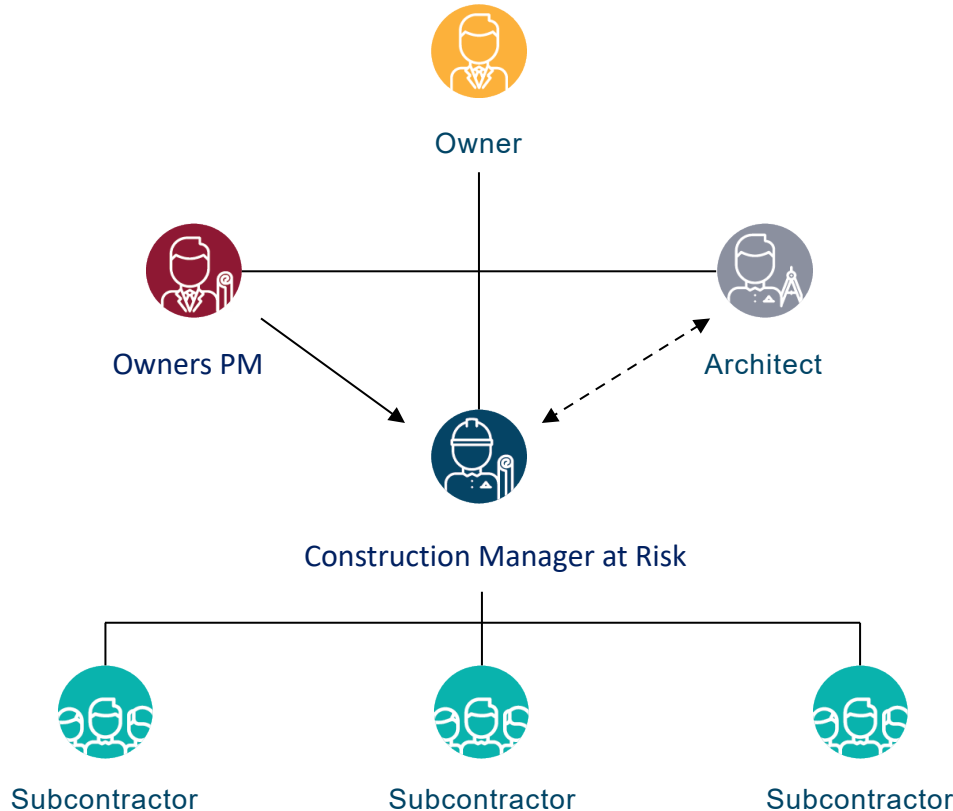 Owner
Owners PM
Architect
Construction Manager at Risk
Subcontractor
Subcontractor
Subcontractor